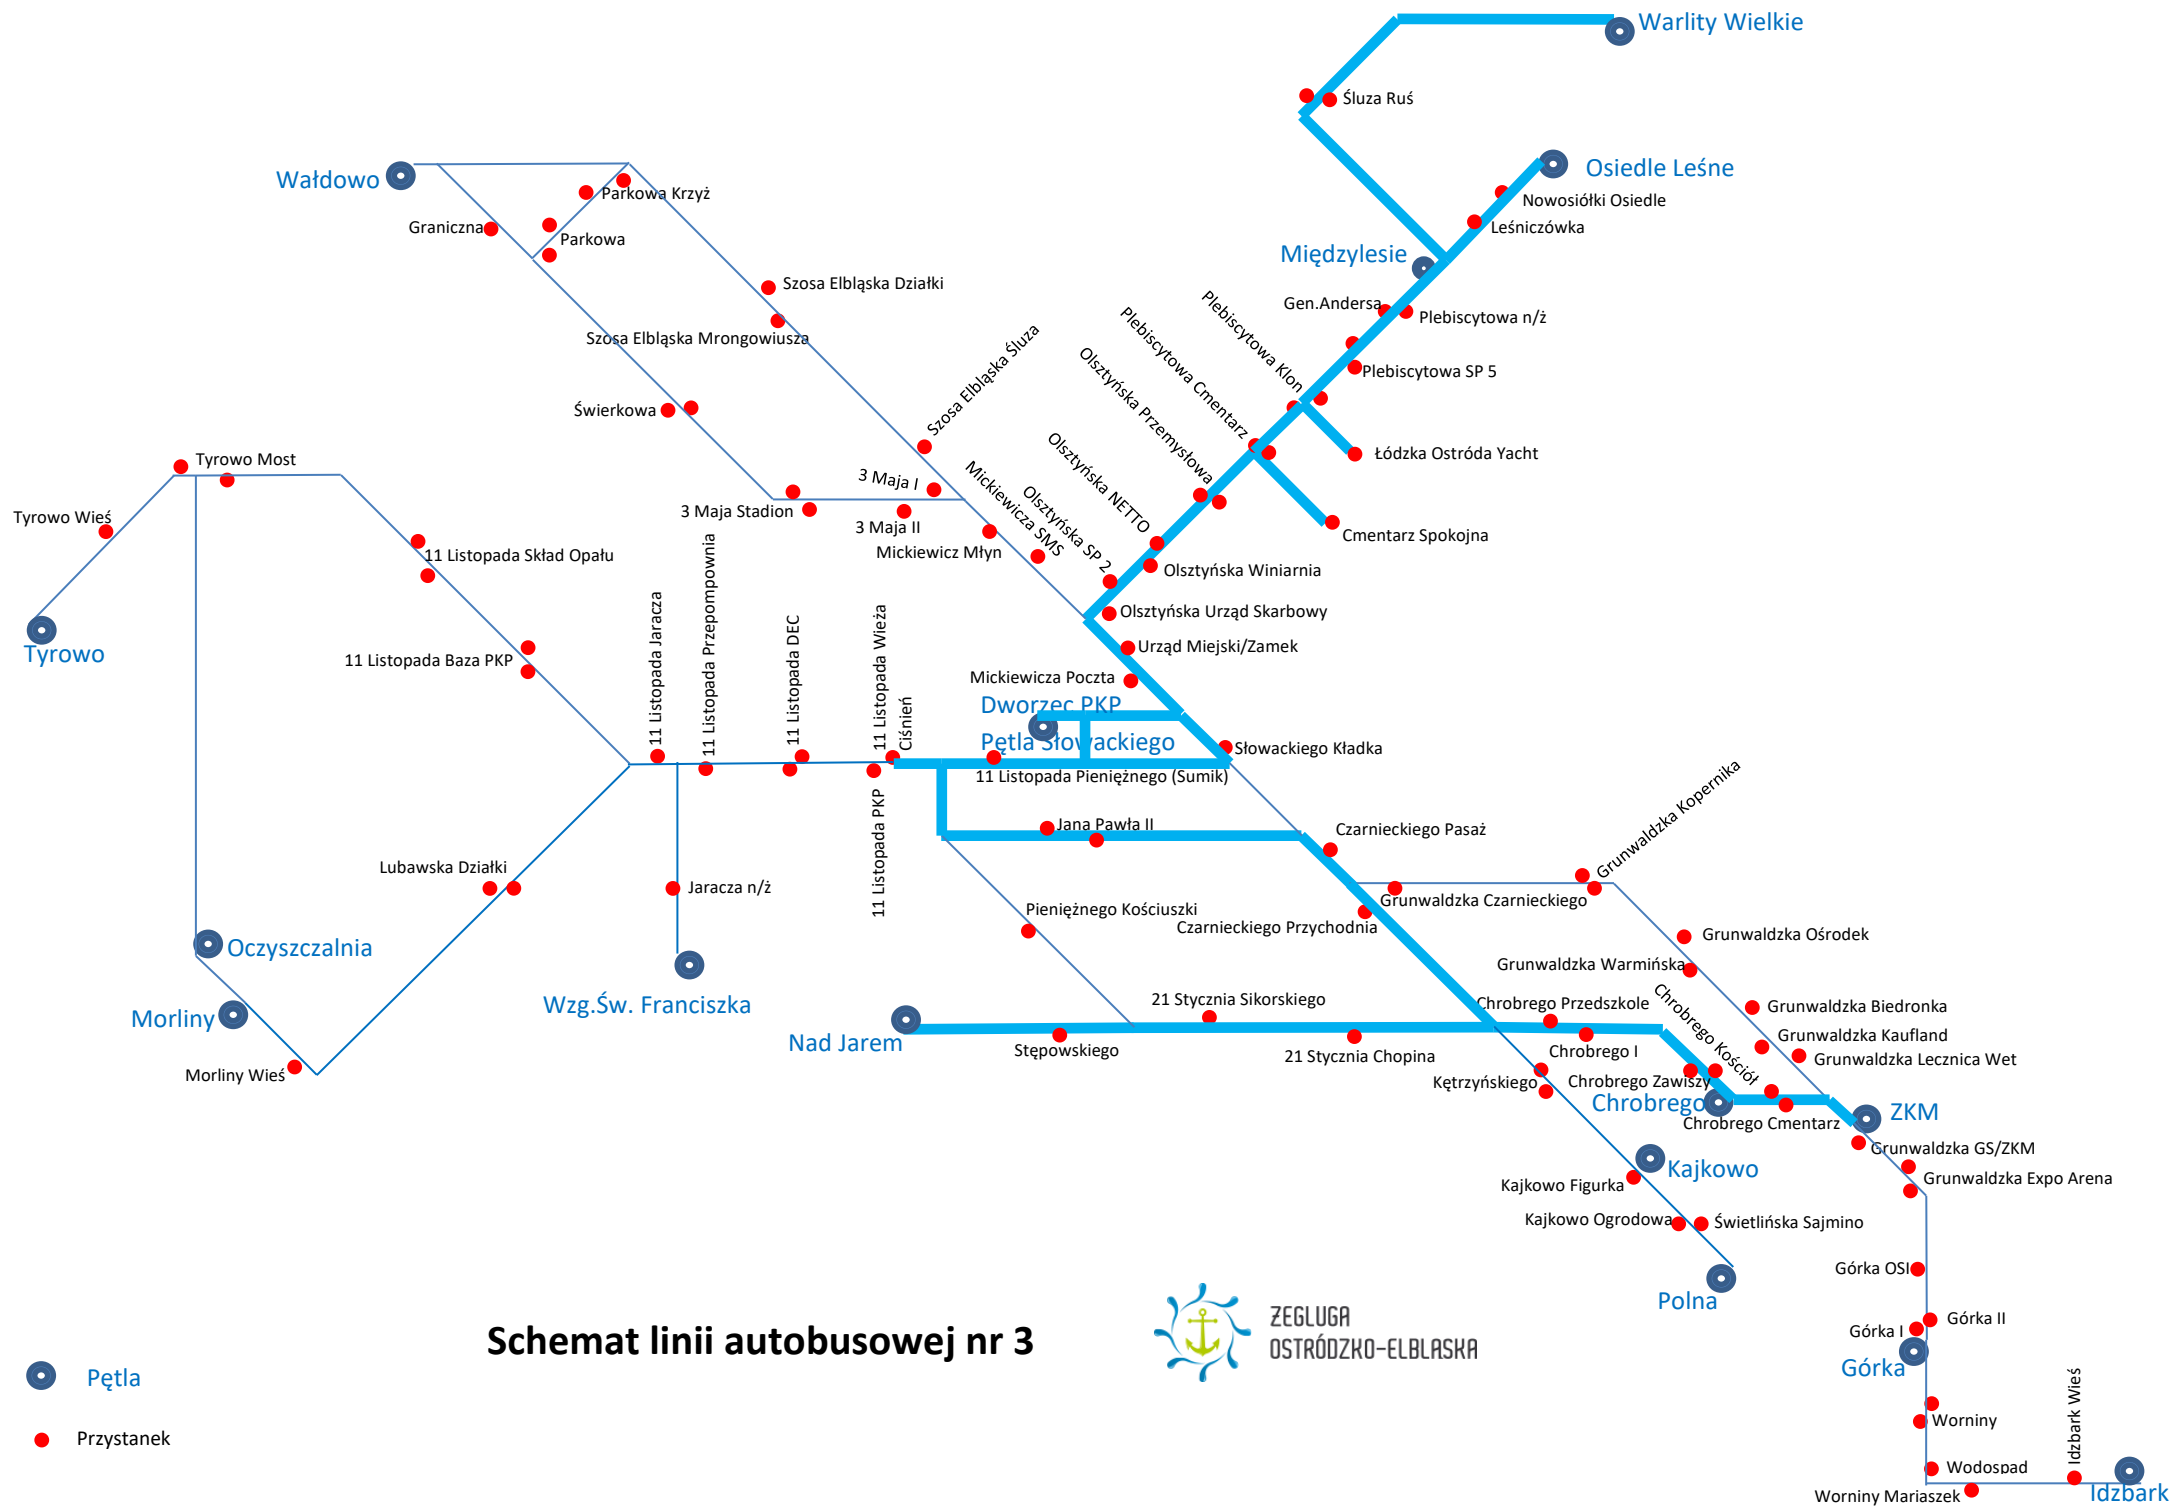 Warlity Wielkie
Śluza Ruś
Osiedle Leśne
Wałdowo
Parkowa Krzyż
Nowosiółki Osiedle
Graniczna
Leśniczówka
Parkowa
Międzylesie
Szosa Elbląska Działki
Gen.Andersa
Plebiscytowa n/ż
Szosa Elbląska Mrongowiusza
Plebiscytowa Klon
Plebiscytowa SP 5
Plebiscytowa Cmentarz
Szosa Elbląska Śluza
Olsztyńska Przemysłowa
Świerkowa
Łódzka Ostróda Yacht
Tyrowo Most
Olsztyńska NETTO
3 Maja I
Mickiewicza SMS
3 Maja Stadion
Tyrowo Wieś
3 Maja II
Olsztyńska SP 2
Cmentarz Spokojna
Mickiewicz Młyn
11 Listopada Skład Opału
Olsztyńska Winiarnia
Olsztyńska Urząd Skarbowy
Tyrowo
11 Listopada Baza PKP
11 Listopada Jaracza
11 Listopada Przepompownia
11 Listopada DEC
11 Listopada Wieża
Ciśnień
Urząd Miejski/Zamek
Mickiewicza Poczta
Dworzec PKP
Pętla Słowackiego
Słowackiego Kładka
11 Listopada Pieniężnego (Sumik)
11 Listopada PKP
Jana Pawła II
Czarnieckiego Pasaż
Grunwaldzka Kopernika
Lubawska Działki
Jaracza n/ż
Grunwaldzka Czarnieckiego
Pieniężnego Kościuszki
Czarnieckiego Przychodnia
Grunwaldzka Ośrodek
Oczyszczalnia
Grunwaldzka Warmińska
Wzg.Św. Franciszka
21 Stycznia Sikorskiego
Chrobrego Przedszkole
Grunwaldzka Biedronka
Morliny
Chrobrego Kościół
Grunwaldzka Kaufland
Nad Jarem
Stępowskiego
21 Stycznia Chopina
Chrobrego I
Grunwaldzka Lecznica Wet
Morliny Wieś
Kętrzyńskiego
Chrobrego Zawiszy
Chrobrego
ZKM
Chrobrego Cmentarz
Grunwaldzka GS/ZKM
Kajkowo
Grunwaldzka Expo Arena
Kajkowo Figurka
Kajkowo Ogrodowa
Świetlińska Sajmino
Górka OSI
Polna
Górka II
Górka I
Górka
Schemat linii autobusowej nr 3
ŻEGLUGA
OSTRÓDZKO-ELBLASKA
Pętla
Przystanek
Worniny
Idzbark Wieś
Wodospad
Worniny Mariaszek
Idzbark